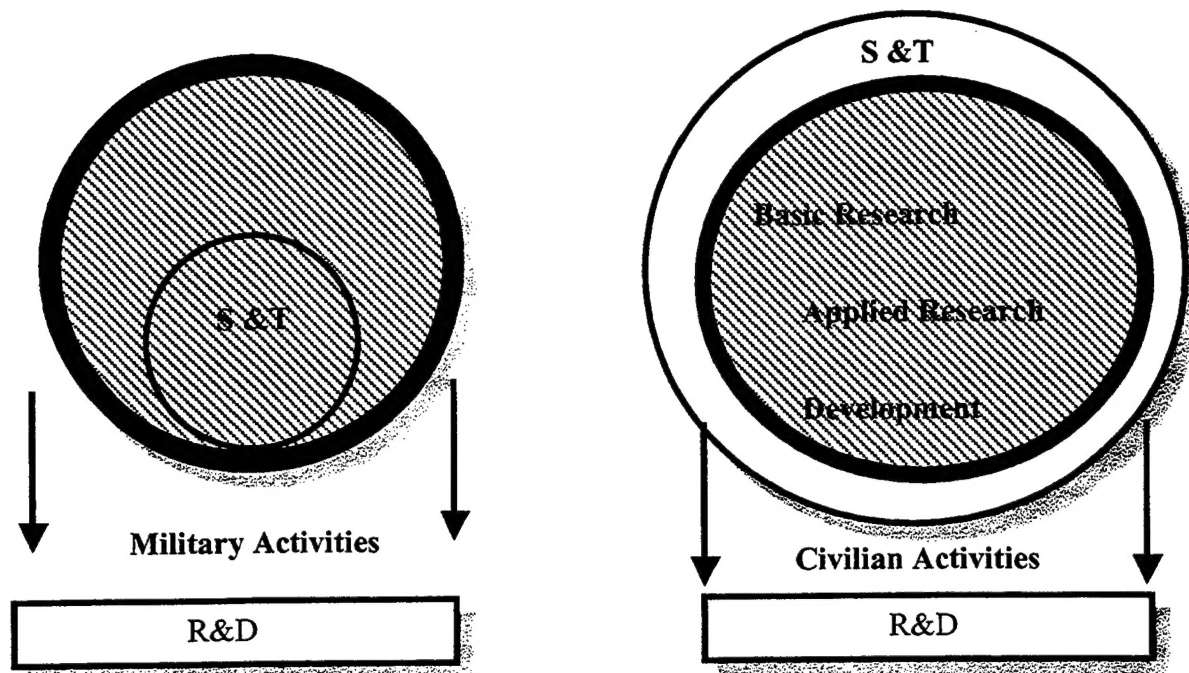 S &T
Military Activities
R&D
S &T
Basic Research
Applied Research
Development
Civilian Activities
R&D